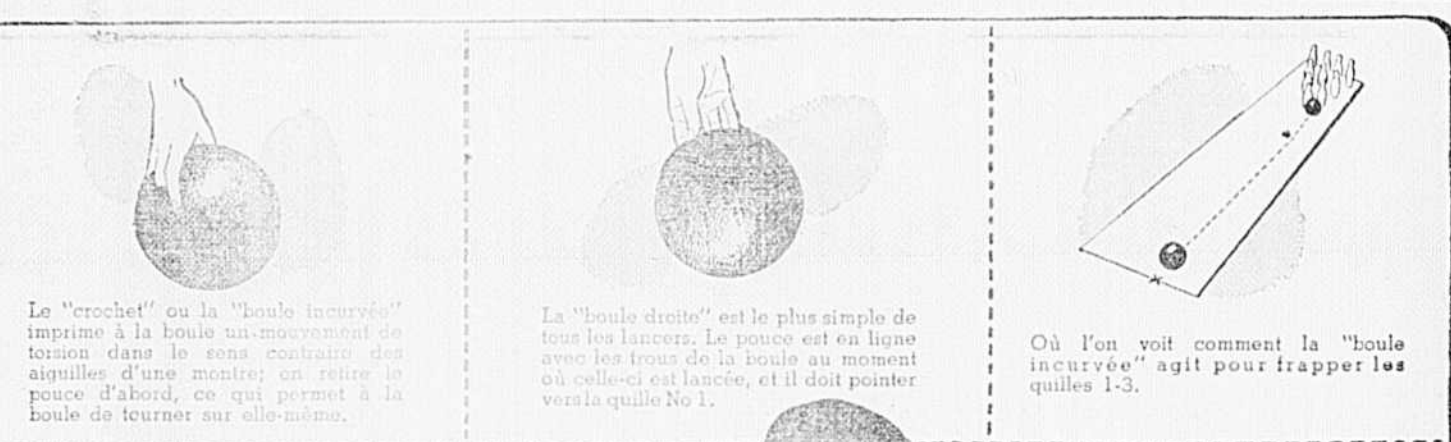 Le "crochet" ou la "boule incurvée"
imprime à la boule un mouvement de
torsion dans le sens contraire des
aiguilles d'une montre; on retire le
pouce d'abord, ce qui permet à la
boule de tourner sur elle-même.
La "boule droite" est le plus simple de
tous les lancers. Le pouce est en ligne
avec les trous de la boule au moment
où celle-ci est lancée, et il doit pointer
vers la quille No 1.
Où l'on voit comment la "boule
incurvée" agit pour frapper les
quilles 1-3.